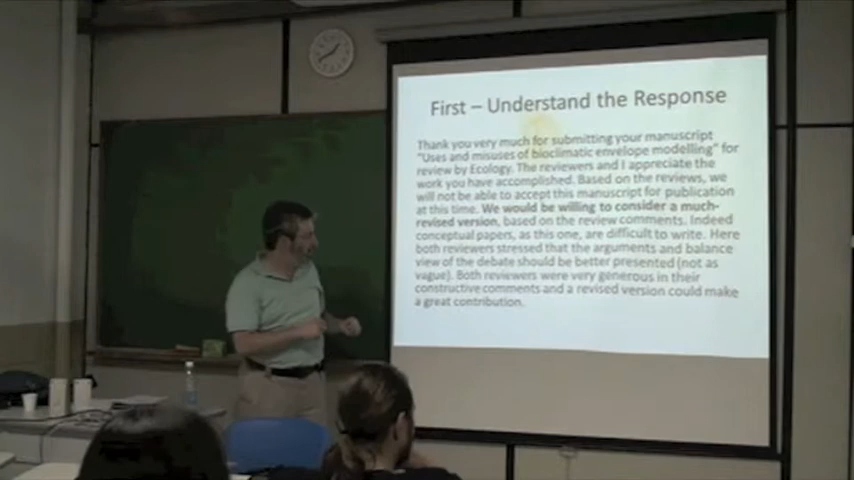 First – Understand the Response
Thank you very much for submitting your manuscript
"Uses and misuses of bioclimatic envelope modelling" for
review by Ecology. The reviewers and I appreciate the
work you have accomplished. Based on the reviews, we
will not be able to accept this manuscript for publication
at this time. We would be willing to consider a much-
revised version, based on the review comments. Indeed
conceptual papers, as this one, are difficult to write. Here
both reviewers stressed that the arguments and balance
view of the debate should be better presented (not as
vague). Both reviewers were very generous in their
constructive comments and a revised version could make
a great contribution.